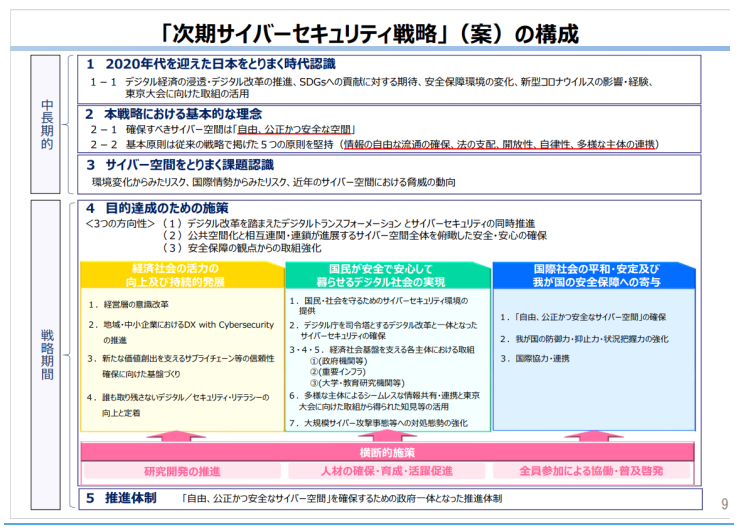 「次期サイバーセキュリティ戦略」（案）の構成
中長期的
1 2020年代を迎えた日本をとりまく時代認識
１－１ デジタル経済の浸透・デジタル改革の推進、SDGsへの貢献に対する期待、安全保障環境の変化、新型コロナウイルスの影響・経験、
東京大会に向けた取組の活用
2 本戦略における基本的な理念
２－１ 確保すべきサイバー空間は「自由、公正かつ安全な空間」
２－２ 基本原則は従来の戦略で掲げた５つの原則を堅持（情報の自由な流通の確保、法の支配、開放性、自律性、多様な主体の連携）
3 サイバー空間をとりまく課題認識
環境変化からみたリスク、国際情勢からみたリスク、近年のサイバー空間における脅威の動向
戦略期間
4 目的達成のための施策
＜3つの方向性＞（１）デジタル改革を踏まえたデジタルトランスフォーメーションとサイバーセキュリティの同時推進
（２）公共空間化と相互連関・連鎖が進展するサイバー空間全体を俯瞰した安全・安心の確保
（３）安全保障の観点からの取組強化
経済社会の活力の
向上及び持続的発展
１．経営層の意識改革
２．地域・中小企業におけるDX with Cybersecurity
の推進
３．新たな価値創出を支えるサプライチェーン等の信頼性
確保に向けた基盤づくり
４．誰も取り残さないデジタル／セキュリティ・リテラシーの
向上と定着
国民が安全で安心して
暮らせるデジタル社会の実現
１．国民・社会を守るためのサイバーセキュリティ環境の
提供
２．デジタル庁を司令塔とするデジタル改革と一体となった
サイバーセキュリティの確保
３・４・５．経済社会基盤を支える各主体における取組
①(政府機関等)
②(重要インフラ)
③(大学・教育研究機関等)
６．多様な主体によるシームレスな情報共有・連携と東京
大会に向けた取組から得られた知見等の活用
７．大規模サイバー攻撃事態等への対処態勢の強化
国際社会の平和・安定及び
我が国の安全保障への寄与
１．「自由、公正かつ安全なサイバー空間」の確保
２．我が国の防御力・抑止力・状況把握力の強化
３．国際協力・連携
横断的施策
研究開発の推進
人材の確保・育成・活躍促進
全員参加による協働・普及啓発
5 推進体制 「自由、公正かつ安全なサイバー空間」を確保するための政府一体となった推進体制
9